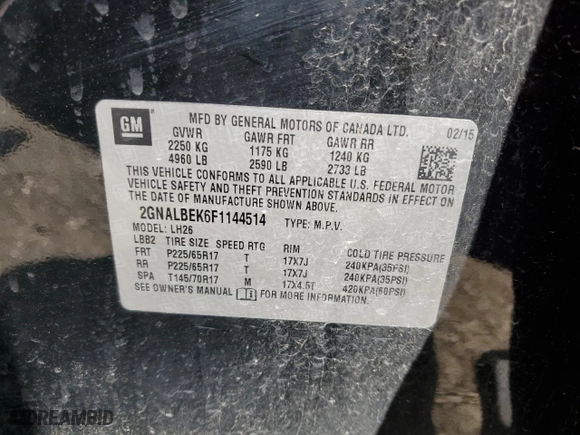 GM
MFD BY GENERAL MOTORS OF CANADA LTD. 02/15
GVWR GAWR FRT GAWR RR
2250 KG 1175 KG 1240 KG
4960 LB 2590 LB 2733 LB
THIS VEHICLE CONFORMS TO ALL APPLICABLE U.S. FEDERAL MOTOR
VEHICLE SAFETY AND THEFT PREVENTION STANDARDS IN EFFECT ON
THE DATE OF MANUFACTURE SHOWN ABOVE.
2GNALBEK6F1144514 TYPE: M.P.V.
MODEL: LH26
LBB2 TIRE SIZE SPEED RTG RIM COLD TIRE PRESSURE
FRT P225/65R17 T 17X7J 240KPA(35PSI)
RR P225/65R17 T 17X7J 240KPA(35PSI)
SPA T145/70R17 M 17X4.5T 420KPA(60PSI)
SEE OWNER'S MANUAL FOR MORE INFORMATION
DREAMBID